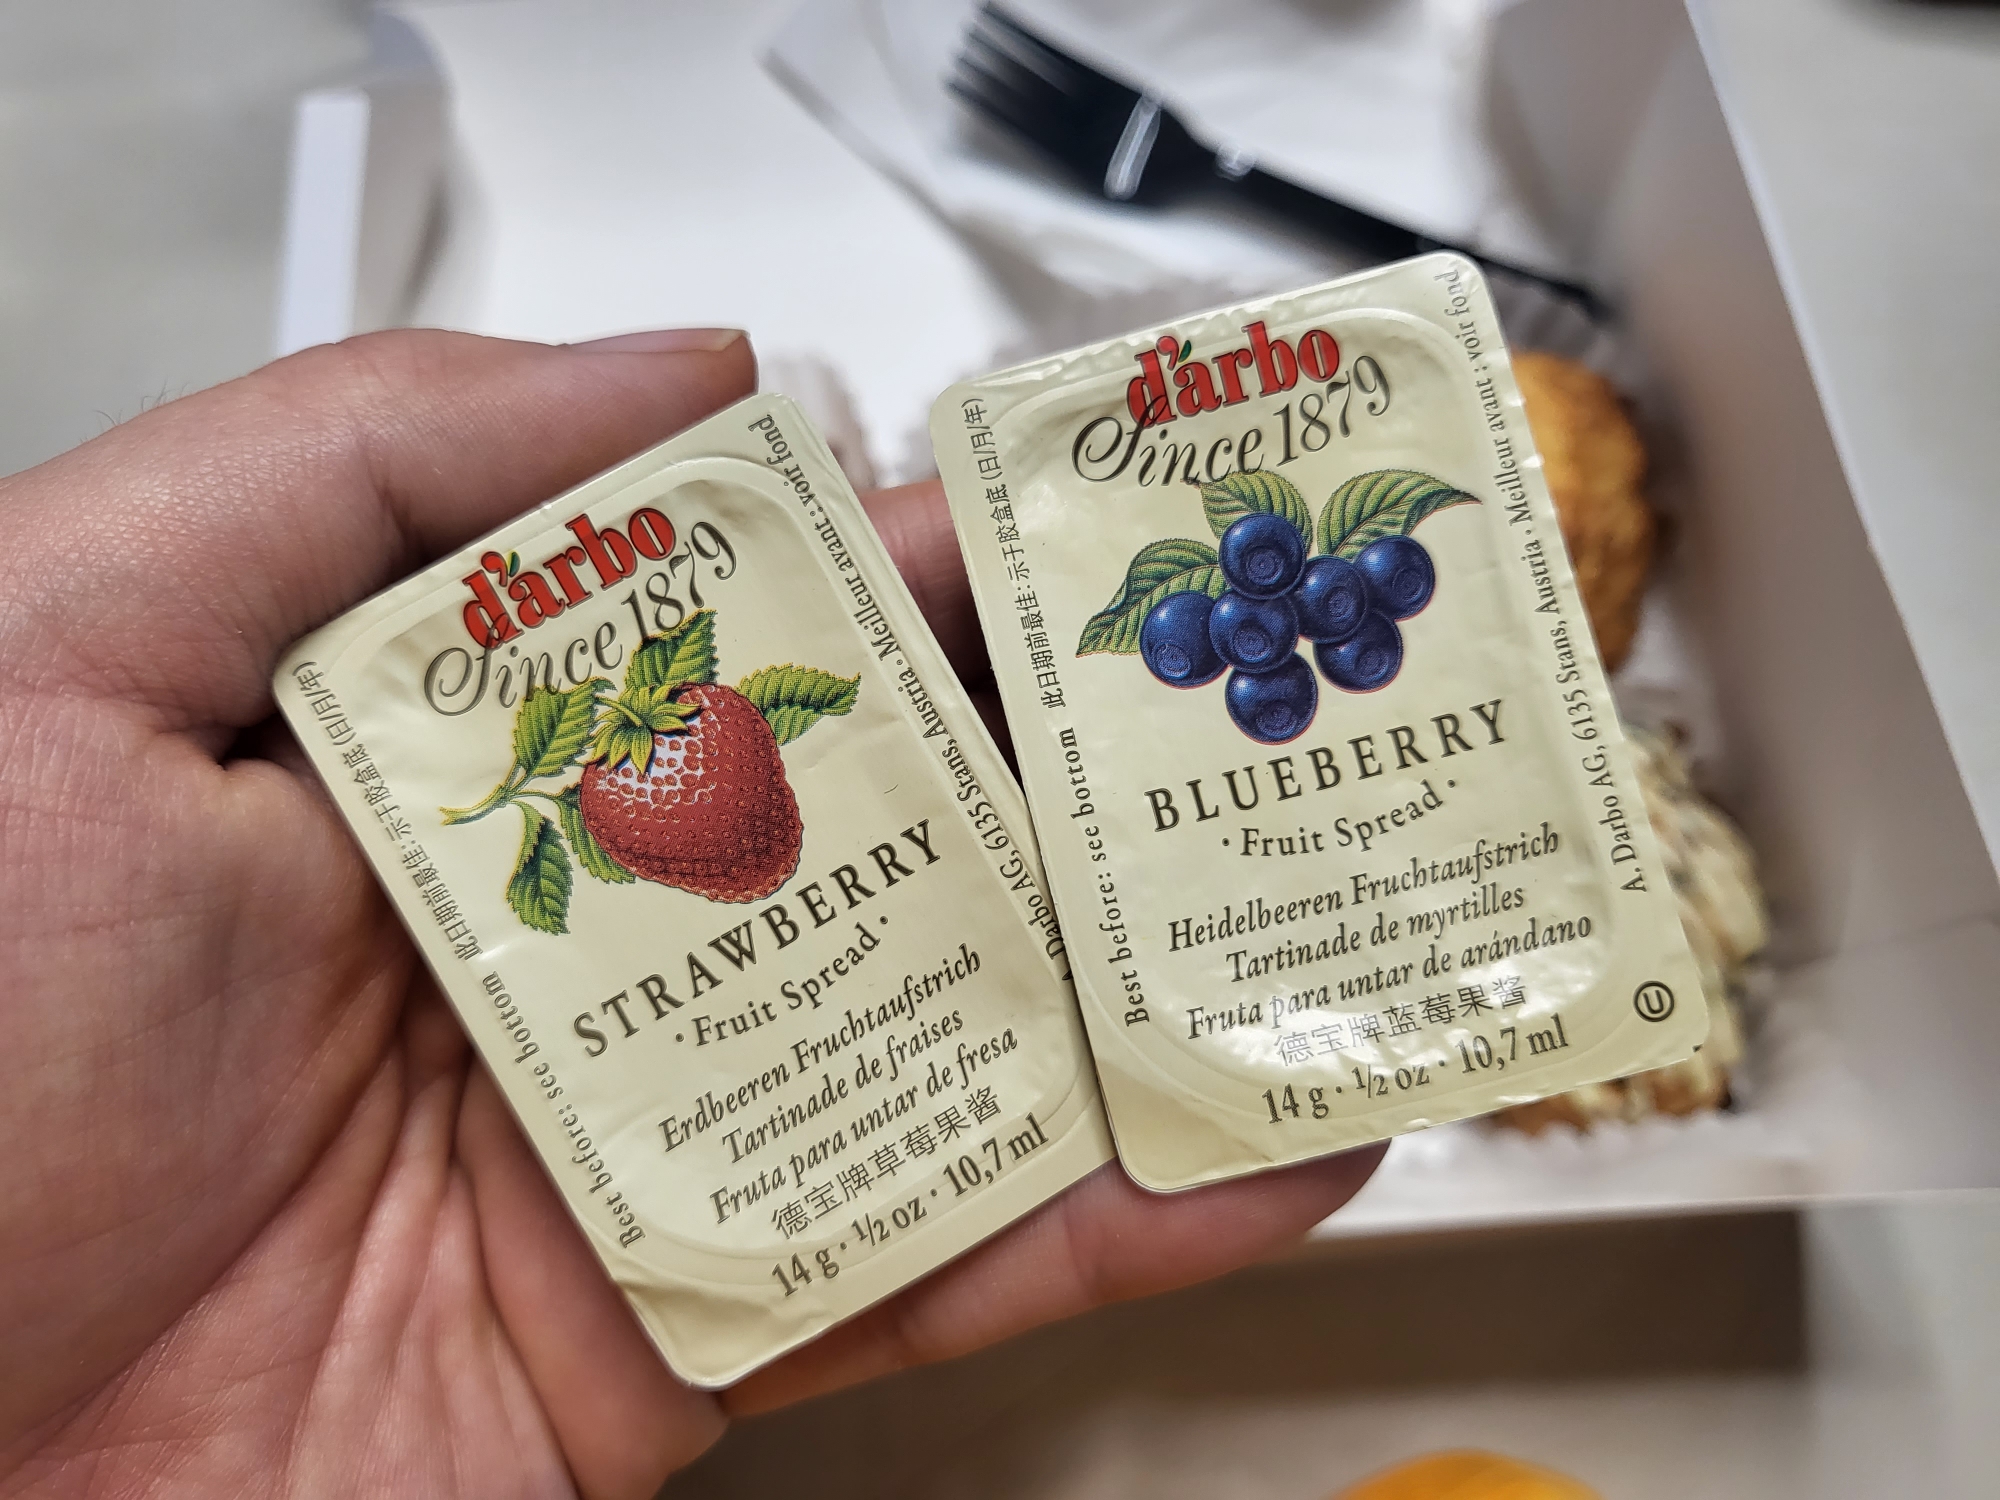 d'arbo
Since 1879
STRAWBERRY
· Fruit Spread ·
Erdbeeren Fruchtaufstrich
Tartinade de fraises
Fruta para untar de fresa
德宝牌草莓果酱
14 g · 1/2 oz · 10,7 ml
Best before: see bottom 此日期前最佳: 示于胶盒底 (日/月/年)
A. Darbo AG, 6135 Stans, Austria · Meilleur avant : voir fond
d'arbo
Since 1879
BLUEBERRY
· Fruit Spread ·
Heidelbeeren Fruchtaufstrich
Tartinade de myrtilles
Fruta para untar de arándano
德宝牌蓝莓果酱
14 g · 1/2 oz · 10,7 ml
Best before: see bottom 此日期前最佳: 示于胶盒底 (日/月/年)
A. Darbo AG, 6135 Stans, Austria · Meilleur avant : voir fond
U